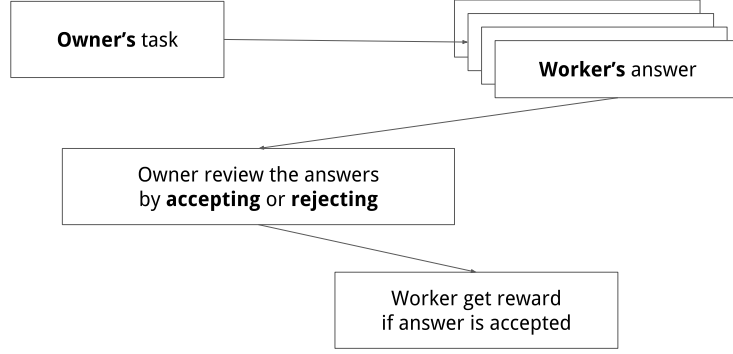 Owner’s task
Worker’s answer
Owner review the answers
by accepting or rejecting
Worker get reward
if answer is accepted